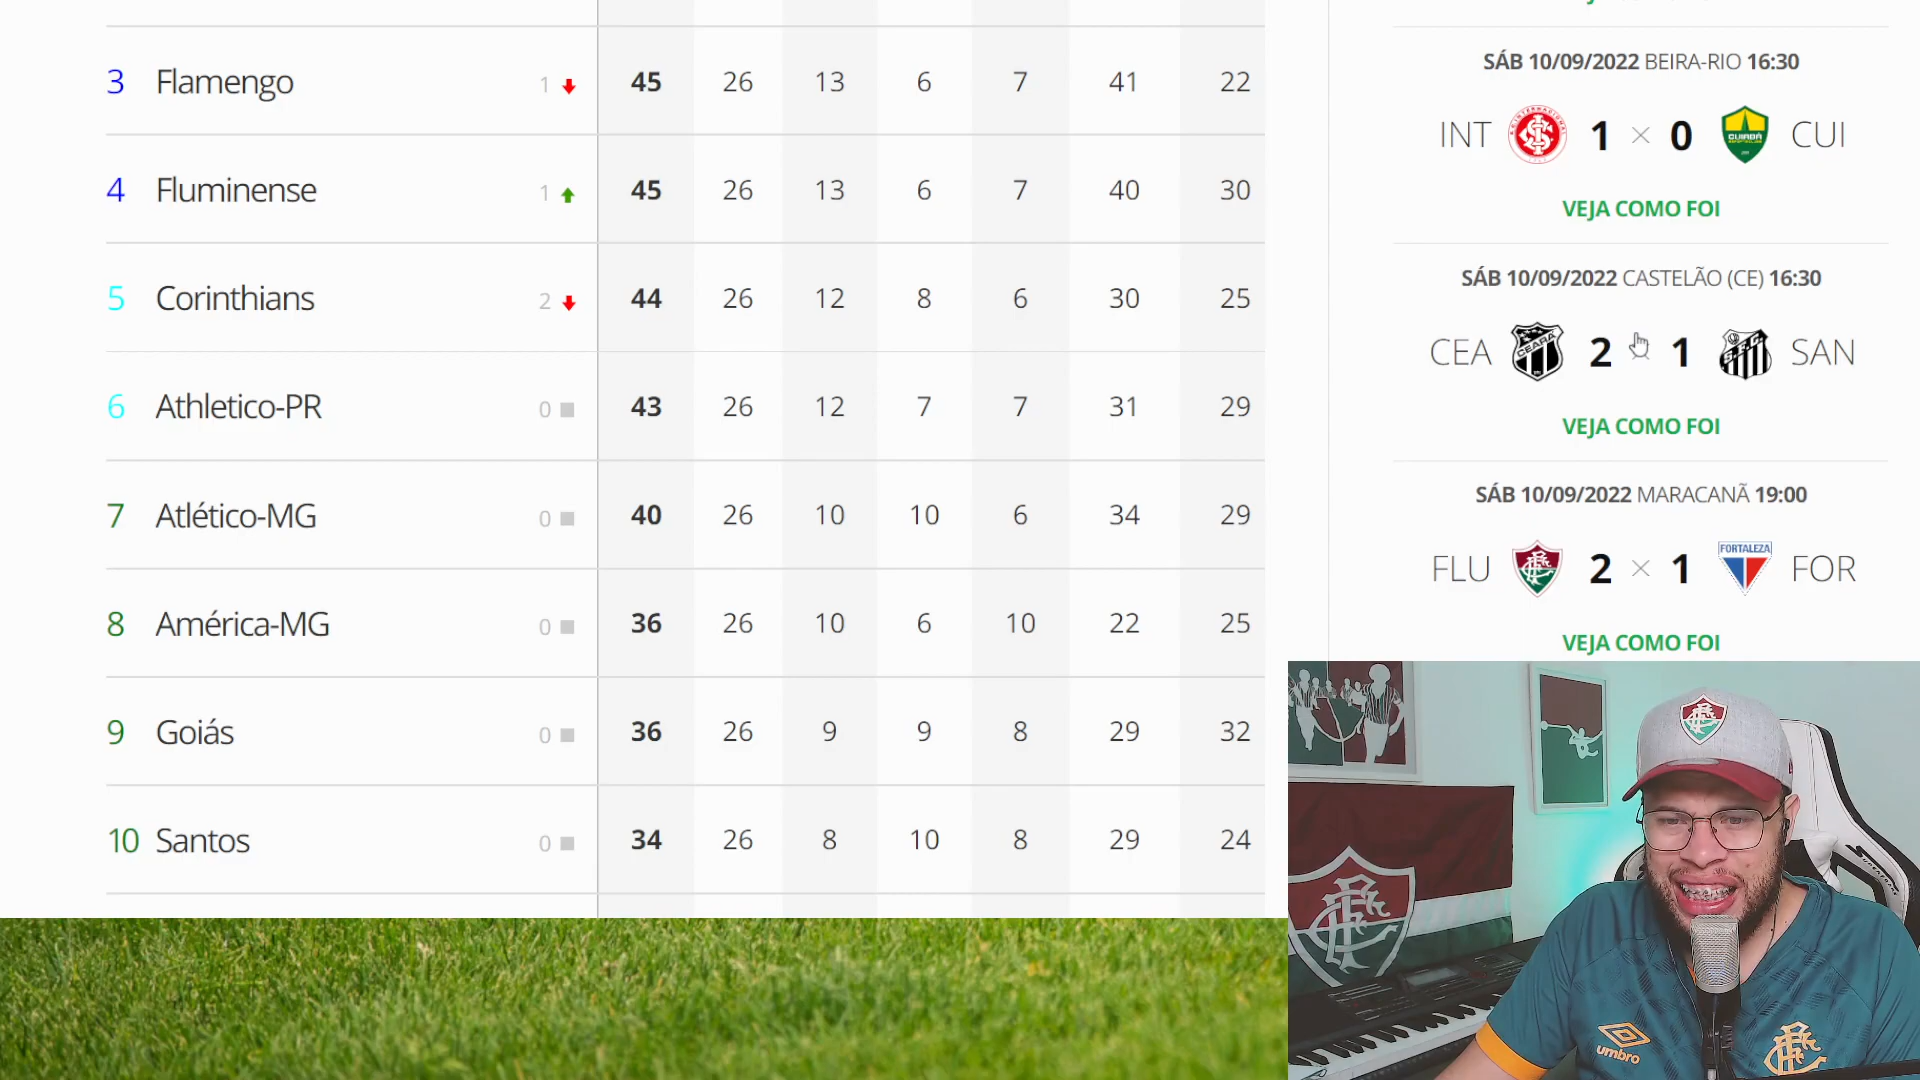 3 Flamengo 1 45 26 13 6 7 41 22
4 Fluminense 1 45 26 13 6 7 40 30
5 Corinthians 2 44 26 12 8 6 30 25
6 Athletico-PR 0 43 26 12 7 7 31 29
7 Atlético-MG 0 40 26 10 10 6 34 29
8 América-MG 0 36 26 10 6 10 22 25
9 Goiás 0 36 26 9 9 8 29 32
10 Santos 0 34 26 8 10 8 29 24
SÁB 10/09/2022 BEIRA-RIO 16:30
INT 1 × 0 CUIABÁ CUI
VEJA COMO FOI
SÁB 10/09/2022 CASTELÃO (CE) 16:30
CEA CEARÁ 2 1 S.F.C SAN
VEJA COMO FOI
SÁB 10/09/2022 MARACANÃ 19:00
FLU 2 × 1 FORTALEZA FOR
VEJA COMO FOI
umbro